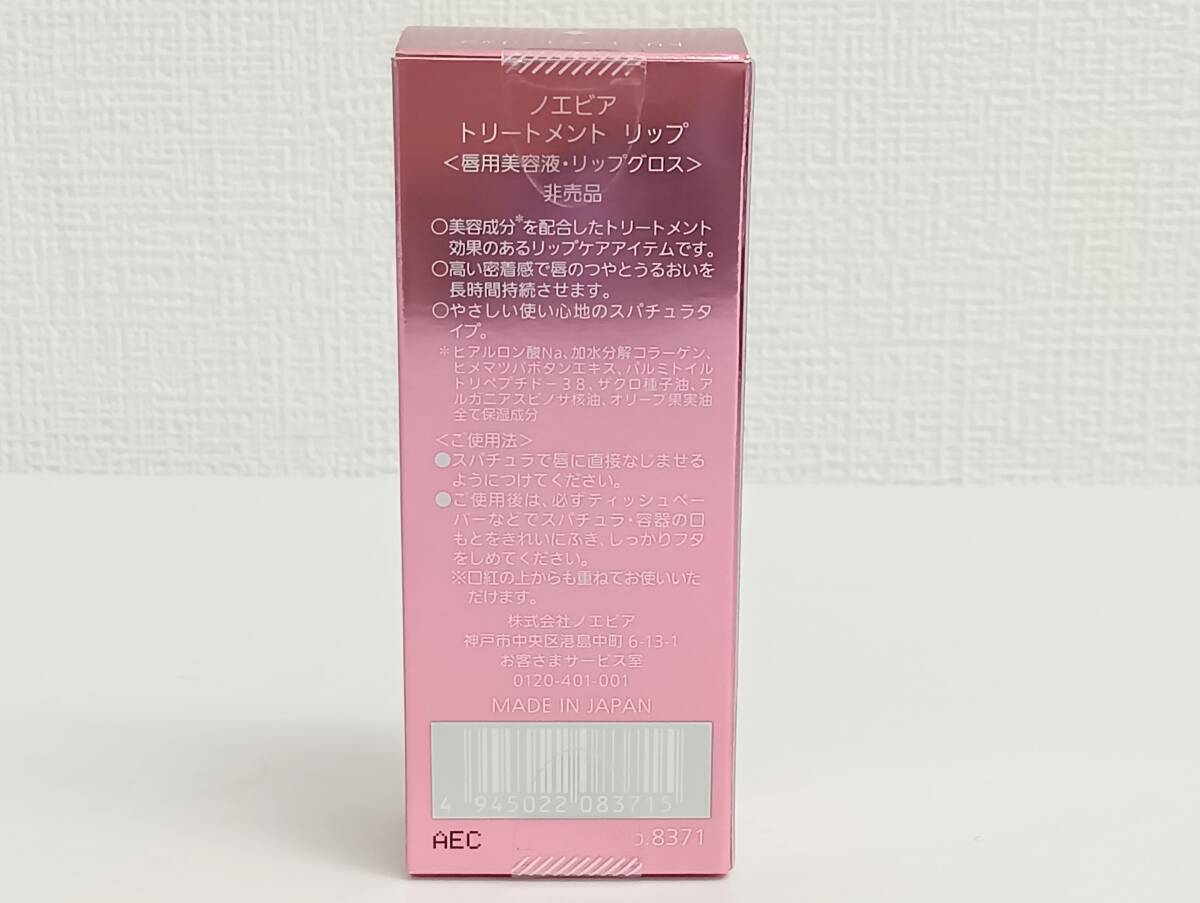 ノエビア
トリートメント リップ
＜唇用美容液・リップグロス＞
非売品
○美容成分*を配合したトリートメント
効果のあるリップケアアイテムです。
○高い密着感で唇のつやとうるおいを
長時間持続させます。
○やさしい使い心地のスパチュラタ
イプ。
*ヒアルロン酸Na、加水分解コラーゲン、
ヒメマツバボタンエキス、パルミトイル
トリペプチドー38、ザクロ種子油、ア
ルガニアスピノサ核油、オリーブ果実油
全て保湿成分
＜ご使用法＞
●スパチュラで唇に直接なじませる
ようにつけてください。
●ご使用後は、必ずティッシュペー
パーなどでスパチュラ・容器の口
もとをきれいにふき、しっかりフタ
をしめてください。
※口紅の上からも重ねてお使いいた
だけます。
株式会社ノエビア
神戸市中央区港島中町 6-13-1
お客さまサービス室
0120-401-001
MADE IN JAPAN
4 945022 083715
AEC
.8371